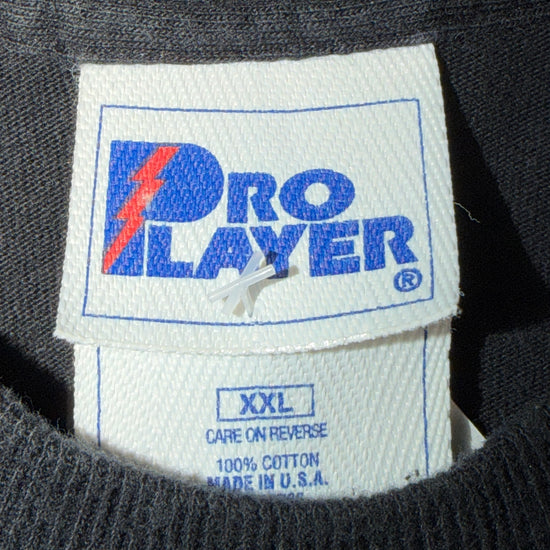 PRO
PLAYER®
XXL
CARE ON REVERSE
100% COTTON
MADE IN U.S.A.